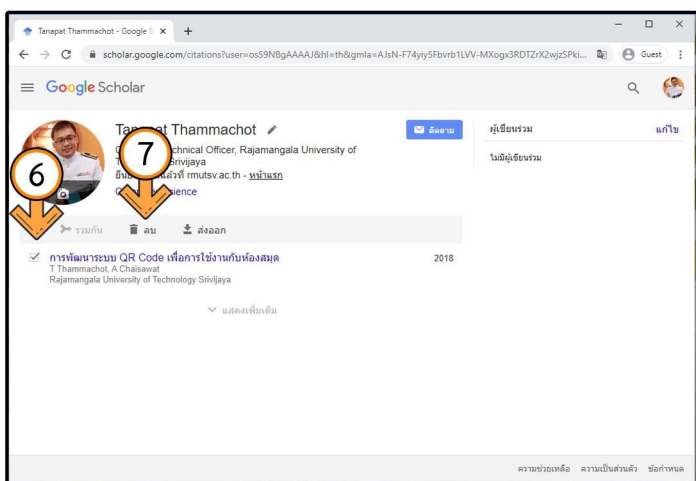 Tanapat Thammachot - Google S
scholar.google.com/citations?user=osS9NBgAAAAJ&hl=th&gmla=AJsN-F74yiy5Fbvrb1LVV-MXogx3RDTZrX2wjzSPki...
Guest
Google Scholar
Tanapat Thammachot
ติดตาม
ผู้เขียนร่วม
แก้ไข
chnical Officer, Rajamangala University of
Srivijaya
ไม่มีผู้เขียนร่วม
ล้วที่ rmutsv.ac.th - หน้าแรก
ience
6
7
รวมกัน
ลบ
ส่งออก
การพัฒนาระบบ QR Code เพื่อการใช้งานกับห้องสมุด
2018
T Thammachot, A Chaisawat
Rajamangala University of Technology Srivijaya
แสดงเพิ่มเติม
ความช่วยเหลือ ความเป็นส่วนตัว ข้อกำหนด